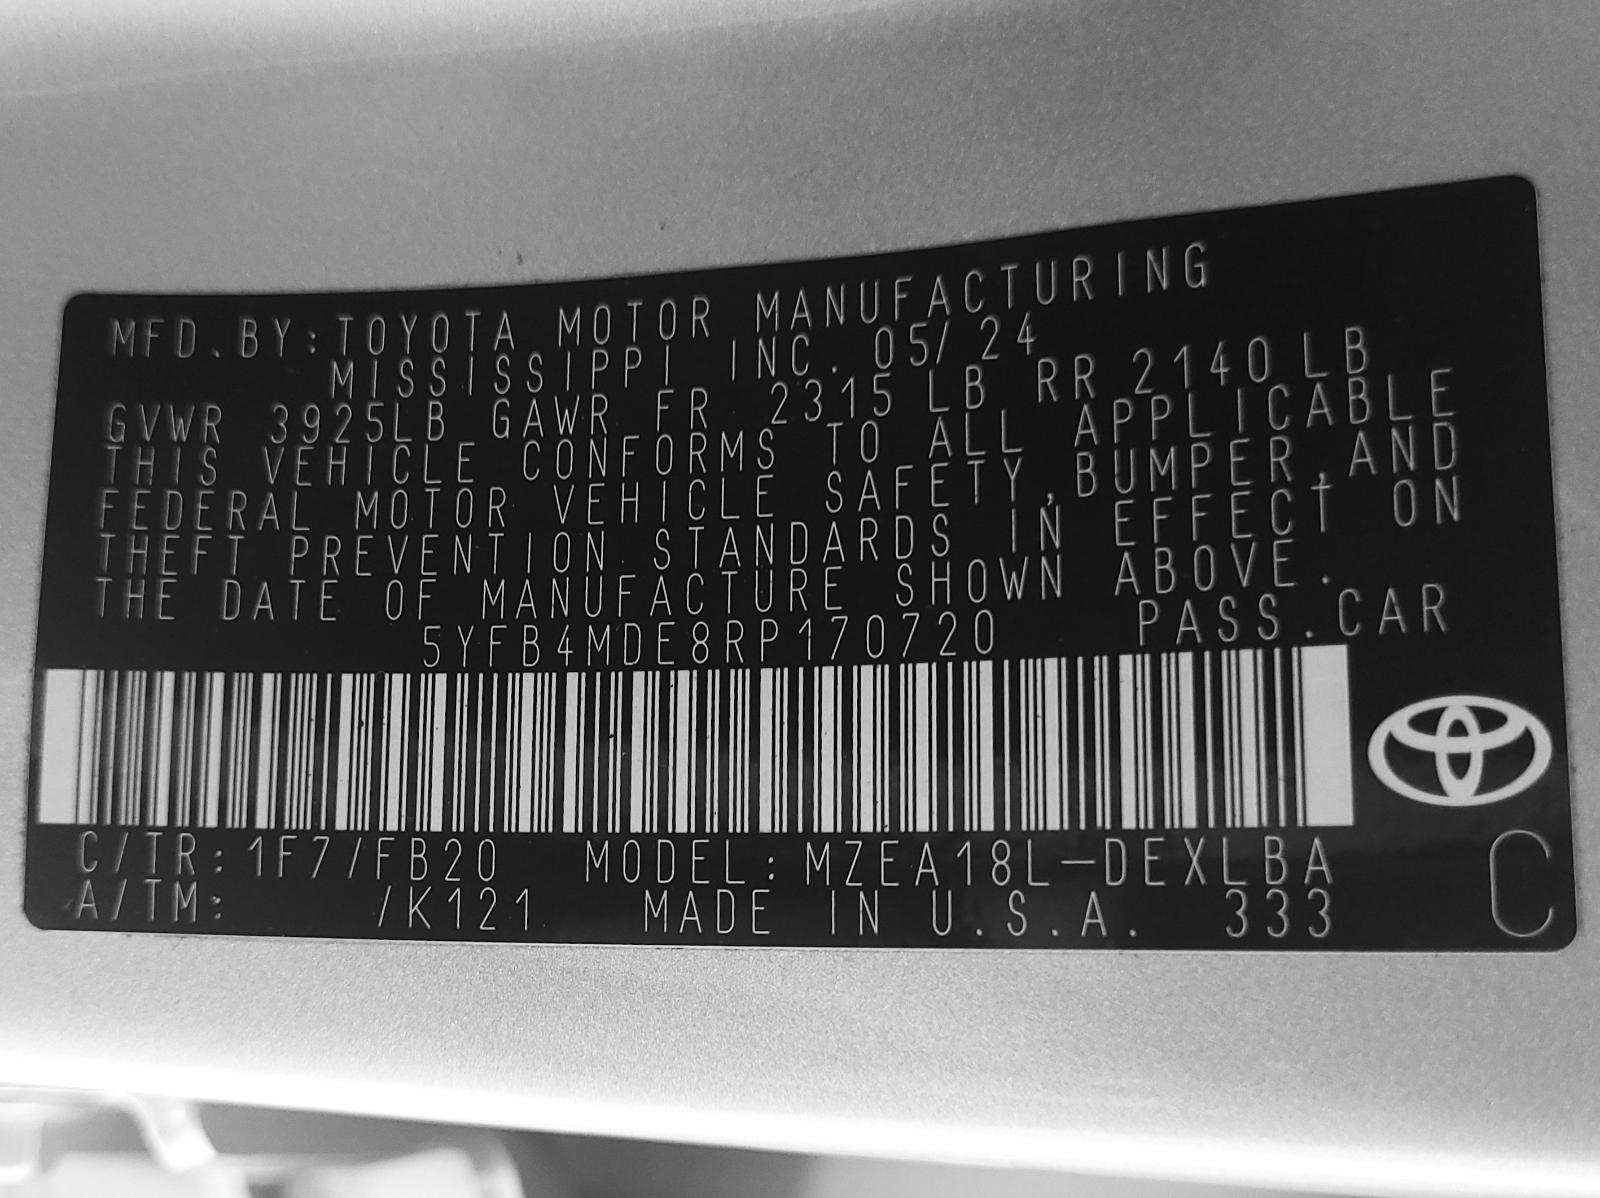 MFD.BY:TOYOTA MOTOR MANUFACTURING
MISSISSIPPI INC. 05/24
GVWR 3925LB GAWR FR 2315 LB RR 2140 LB
THIS VEHICLE CONFORMS TO ALL APPLICABLE
FEDERAL MOTOR VEHICLE SAFETY,BUMPER,AND
THEFT PREVENTION STANDARDS IN EFFECT ON
THE DATE OF MANUFACTURE SHOWN ABOVE.
5YFB4MDE8RP170720 PASS.CAR
C/TR:1F7/FB20 MODEL:MZEA18L-DEXLBA
A/TM: /K121 MADE IN U.S.A. 333
C